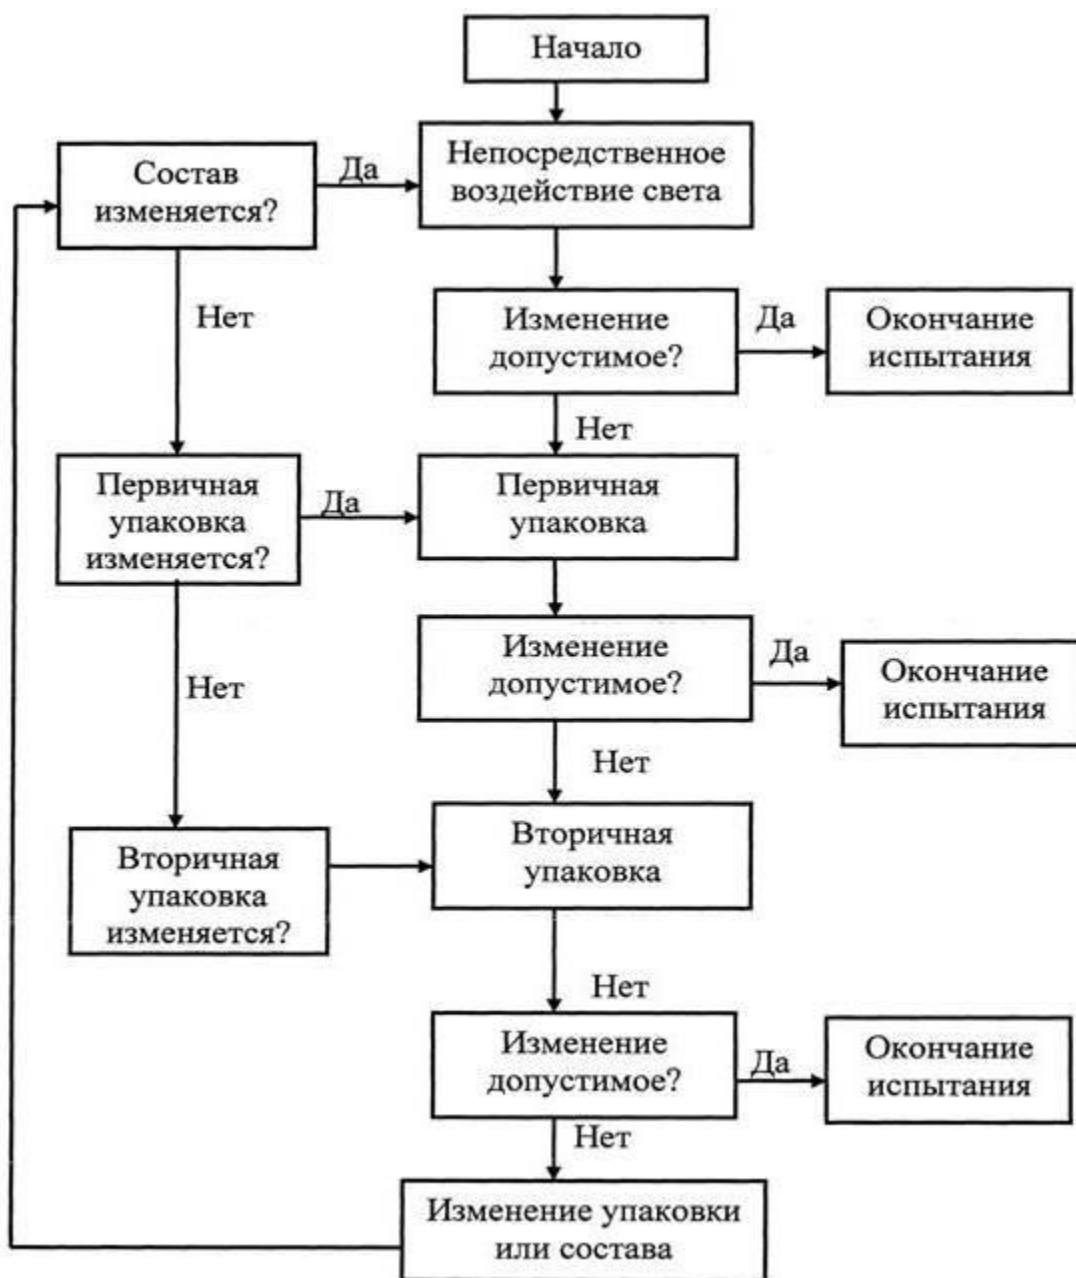 Начало
Состав
изменяется?
Да
Непосредственное
воздействие света
Нет
Изменение
допустимое?
Да
Окончание
испытания
Нет
Первичная
упаковка
изменяется?
Да
Первичная
упаковка
Изменение
допустимое?
Да
Окончание
испытания
Нет
Нет
Вторичная
упаковка
изменяется?
Вторичная
упаковка
Нет
Изменение
допустимое?
Да
Окончание
испытания
Нет
Изменение упаковки
или состава